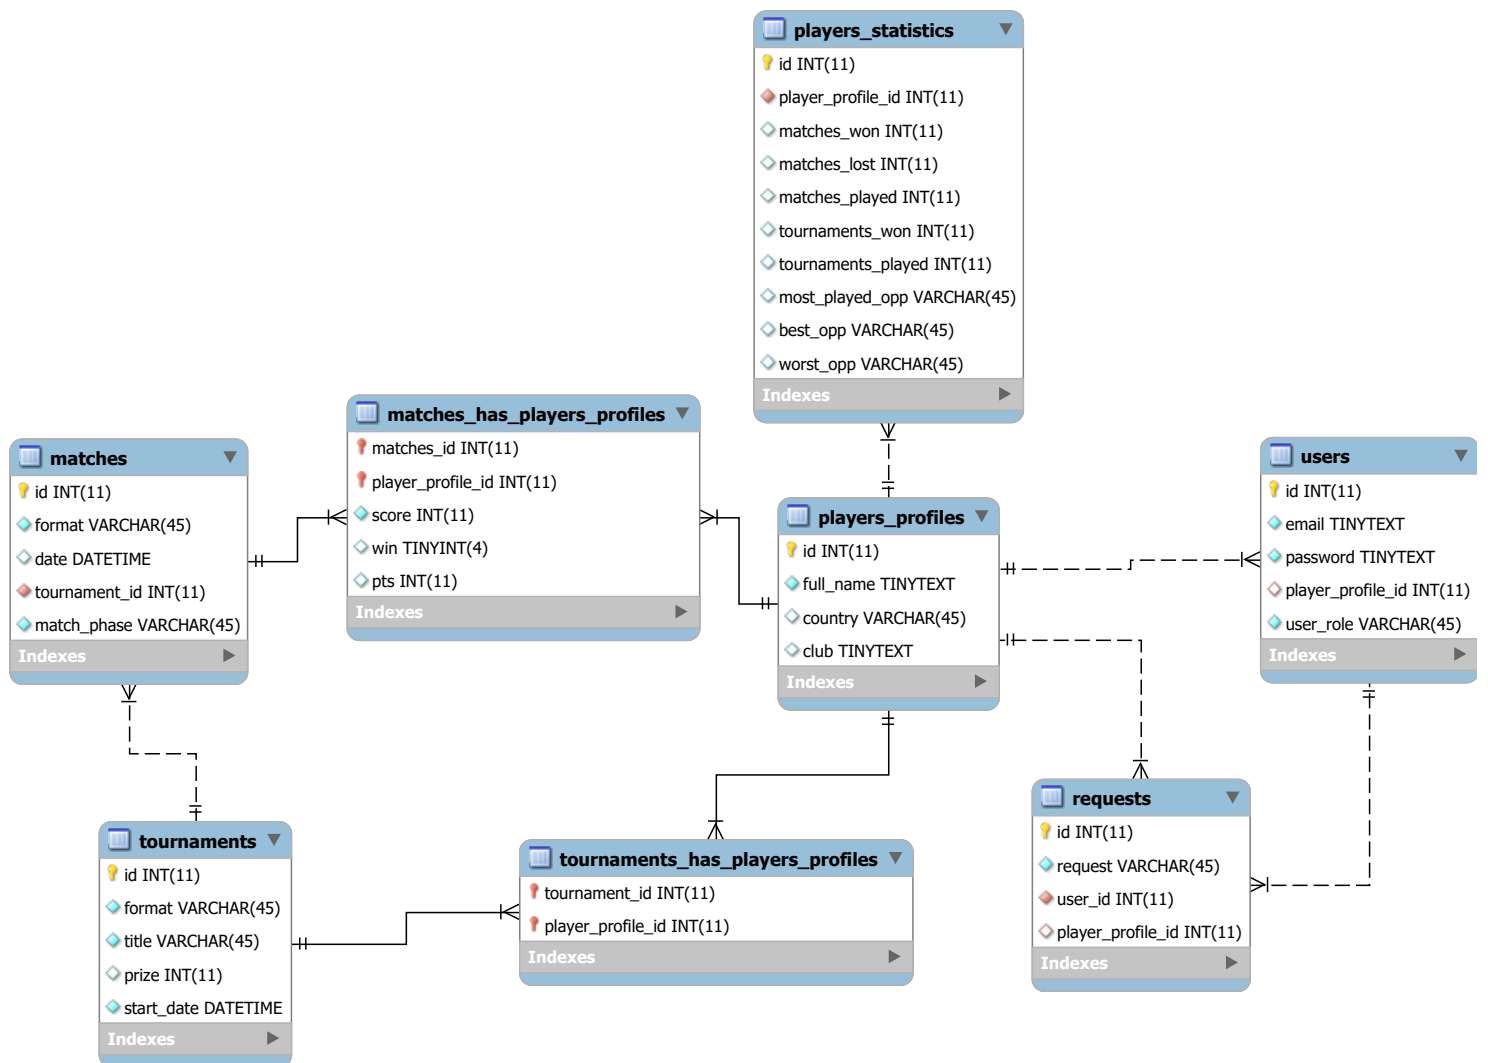 players_statistics
id INT(11)
player_profile_id INT(11)
matches_won INT(11)
matches_lost INT(11)
matches_played INT(11)
tournaments_won INT(11)
tournaments_played INT(11)
most_played_opp VARCHAR(45)
best_opp VARCHAR(45)
worst_opp VARCHAR(45)
Indexes
matches_has_players_profiles
matches_id INT(11)
player_profile_id INT(11)
score INT(11)
win TINYINT(4)
pts INT(11)
Indexes
matches
id INT(11)
format VARCHAR(45)
date DATETIME
tournament_id INT(11)
match_phase VARCHAR(45)
Indexes
players_profiles
id INT(11)
full_name TINYTEXT
country VARCHAR(45)
club TINYTEXT
Indexes
users
id INT(11)
email TINYTEXT
password TINYTEXT
player_profile_id INT(11)
user_role VARCHAR(45)
Indexes
requests
id INT(11)
request VARCHAR(45)
user_id INT(11)
player_profile_id INT(11)
Indexes
tournaments
id INT(11)
format VARCHAR(45)
title VARCHAR(45)
prize INT(11)
start_date DATETIME
Indexes
tournaments_has_players_profiles
tournament_id INT(11)
player_profile_id INT(11)
Indexes